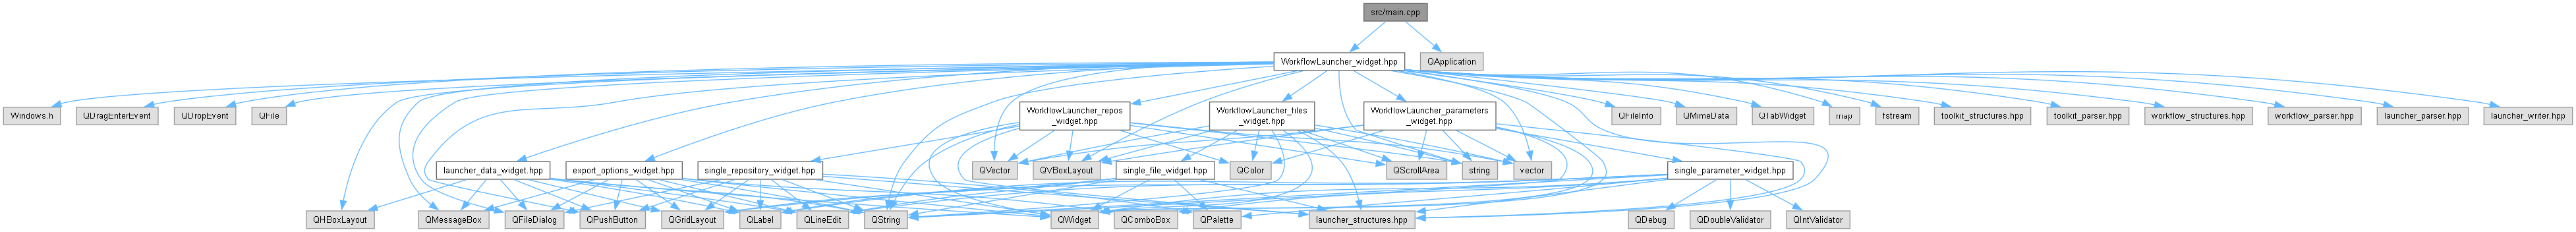 src/main.cpp
WorkflowLauncher_widget.hpp
QApplication
Windows.h
QDragEnterEvent
QDropEvent
QFile
WorkflowLauncher_repos
_widget.hpp
WorkflowLauncher_files
_widget.hpp
WorkflowLauncher_parameters
_widget.hpp
QFileInfo
QMimeData
QTabWidget
map
fstream
toolkit_structures.hpp
toolkit_parser.hpp
workflow_structures.hpp
workflow_parser.hpp
launcher_parser.hpp
launcher_writer.hpp
launcher_data_widget.hpp
export_options_widget.hpp
single_repository_widget.hpp
QVector
QVBoxLayout
single_file_widget.hpp
QColor
QScrollArea
string
vector
single_parameter_widget.hpp
QHBoxLayout
QMessageBox
QFileDialog
QPushButton
QGridLayout
QLabel
QLineEdit
QString
QWidget
QComboBox
QPalette
launcher_structures.hpp
QDebug
QDoubleValidator
QIntValidator